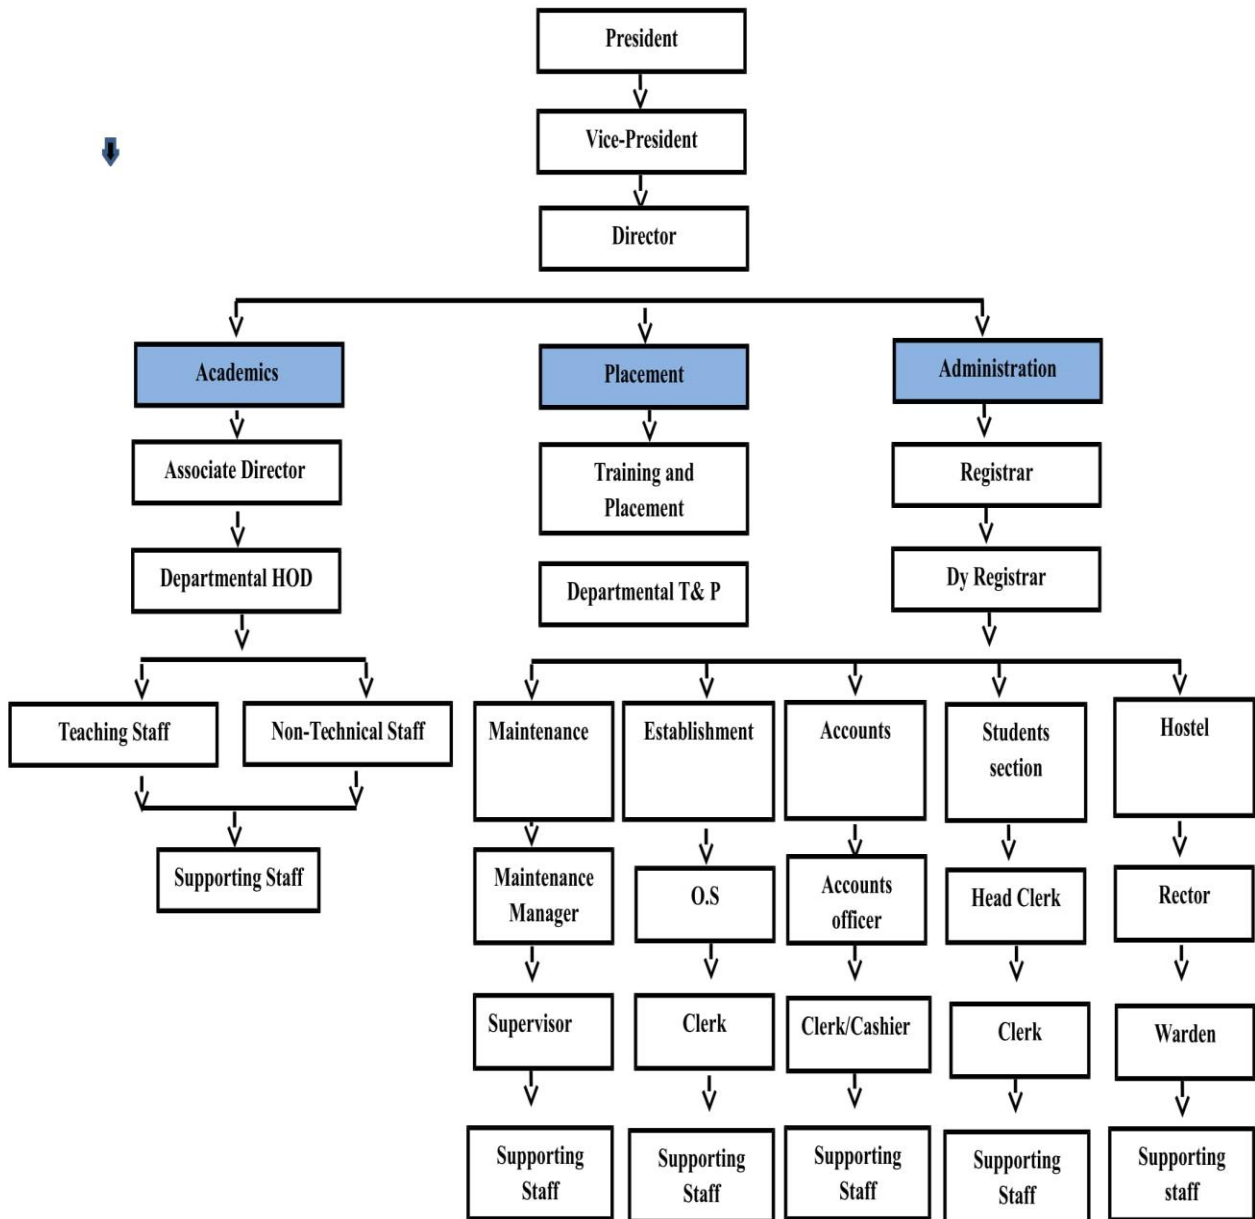 President
Vice-President
Director
Academics
Placement
Administration
Associate Director
Training and
Placement
Registrar
Departmental HOD
Departmental T& P
Dy Registrar
Teaching Staff
Non-Technical Staff
Maintenance
Establishment
Accounts
Students
section
Hostel
Supporting Staff
Maintenance
Manager
O.S
Accounts
officer
Head Clerk
Rector
Supervisor
Clerk
Clerk/Cashier
Clerk
Warden
Supporting
Staff
Supporting
Staff
Supporting
Staff
Supporting
Staff
Supporting
staff